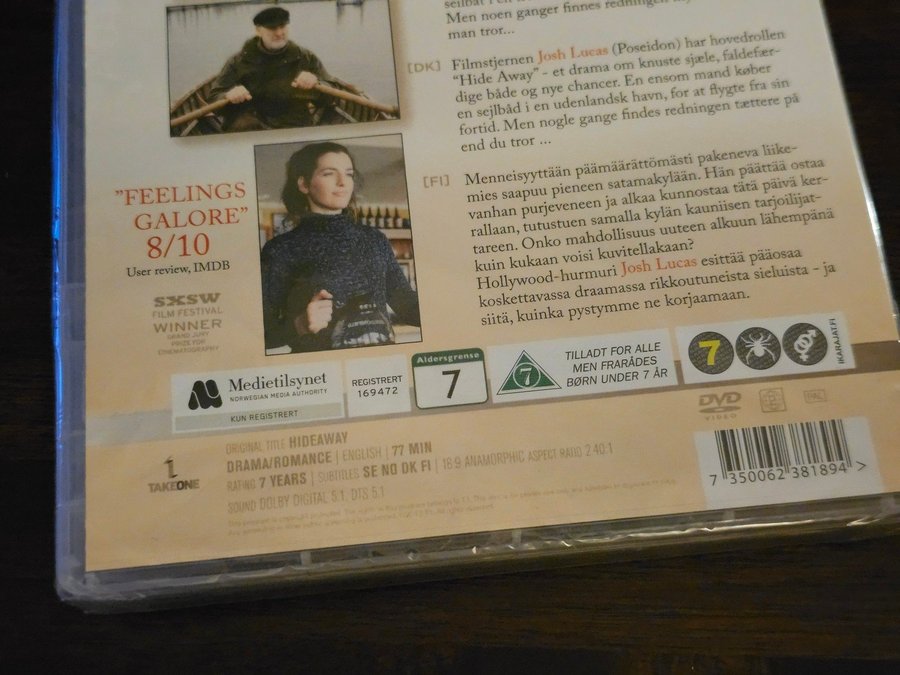 Men noen ganger finnes redningen
man tror...
[DK] Filmstjernen Josh Lucas (Poseidon) har hovedrollen
"Hide Away" - et drama om knuste sjæle, faldefær-
dige både og nye chancer. En ensom mand køber
en sejlbåd i en udenlandsk havn, for at flygte fra sin
fortid. Men nogle gange findes redningen tættere på
end du tror ...
[FI] Menneisyyttään päämäärättömästi pakeneva liike-
mies saapuu pieneen satamakylään. Hän päättää ostaa
vanhan purjeveneen ja alkaa kunnostaa tätä päivä ker-
rallaan, tutustuen samalla kylän kauniisen tarjoilijat-
tareen. Onko mahdollisuus uuteen alkuun lähempänä
kuin kukaan voisi kuvitellakaan?
Hollywood-hurmuri Josh Lucas esittää pääosaa
koskettavassa draamassa rikkoutuneista sieluista - ja
siitä, kuinka pystymme ne korjaamaan.
"FEELINGS
GALORE"
8/10
User review, IMDB
SXSW
FILM FESTIVAL
WINNER
GRAND JURY
PRIZE FOR
CINEMATOGRAPHY
Medietilsynet
NORWEGIAN MEDIA AUTHORITY
KUN REGISTRERT
REGISTRERT
169472
Aldersgrense
7
7
TILLADT FOR ALLE
MEN FRARÅDES
BØRN UNDER 7 ÅR
7
IKARAJAT.FI
DVD
VIDEO
PAL
TAKEONE
ORIGINAL TITLE HIDEAWAY
DRAMA/ROMANCE | ENGLISH | 77 MIN
RATING 7 YEARS | SUBTITLES SE NO DK FI | 16:9 ANAMORPHIC ASPECT RATIO 2.40:1
SOUND DOLBY DIGITAL 5.1, DTS 5.1
7 350062 381894 >